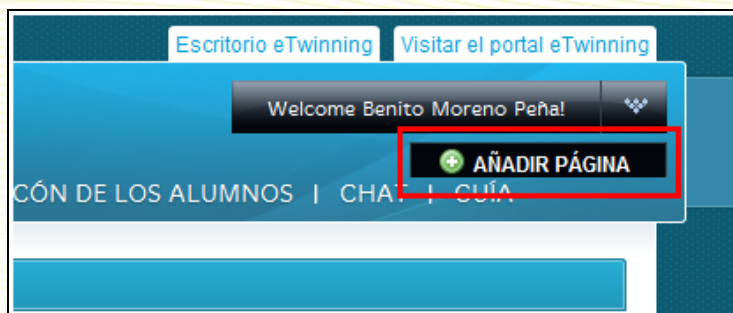 Escritorio eTwinning Visitar el portal eTwinning
Welcome Benito Moreno Peña!
AÑADIR PÁGINA
CÓN DE LOS ALUMNOS | CHAT | GUÍA